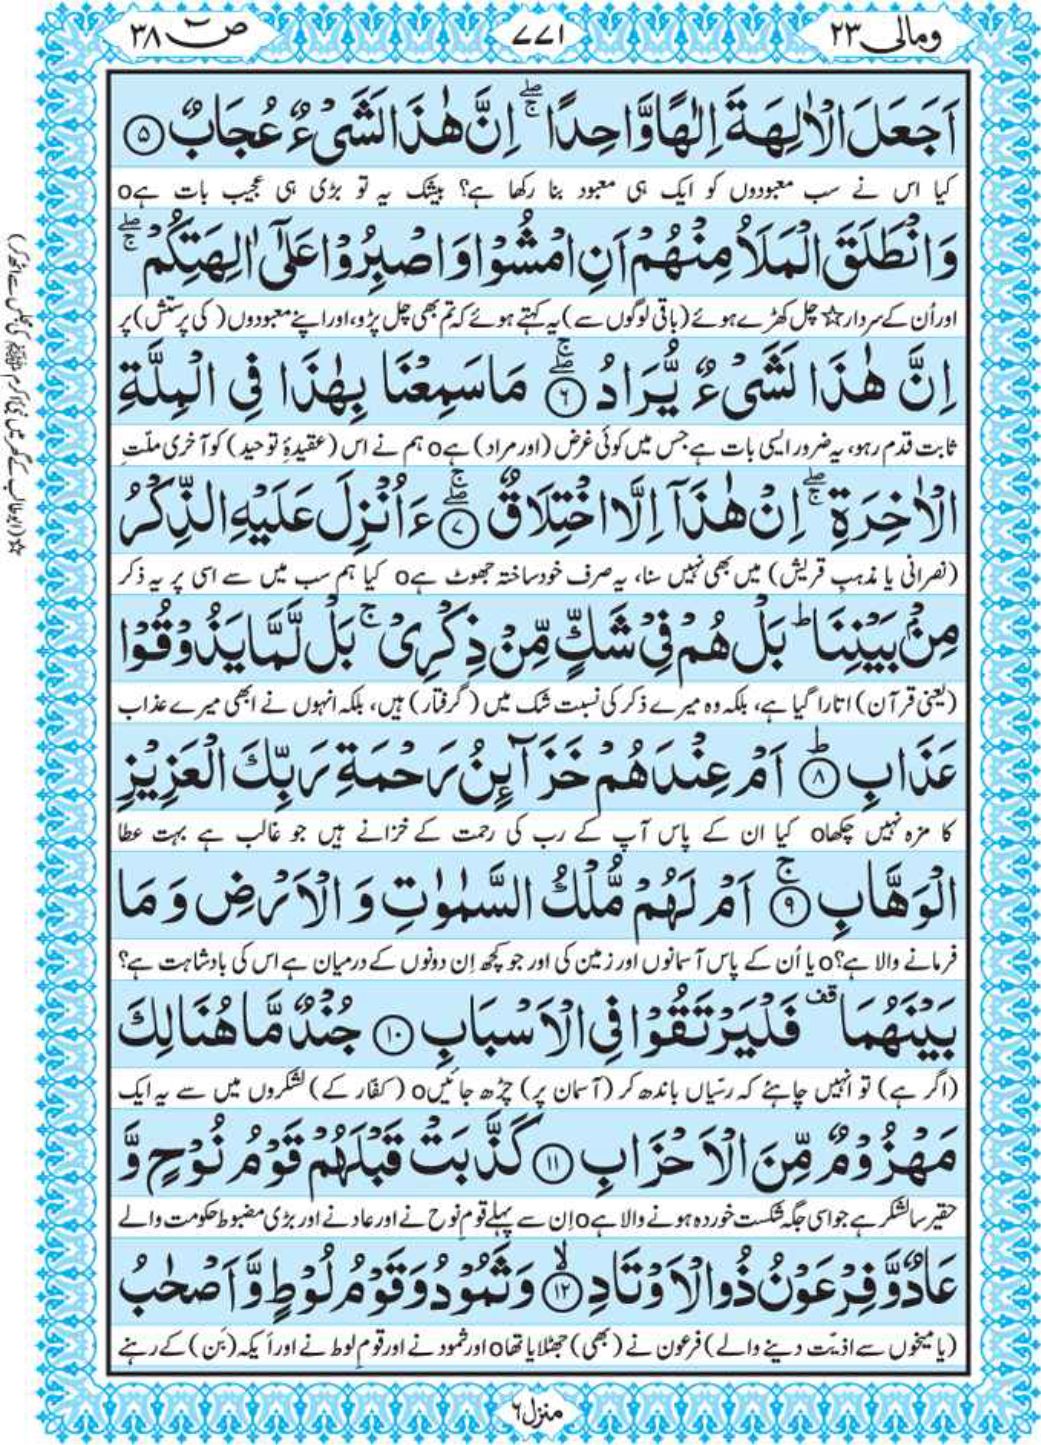 ومالی ۲۳
۷۷۱
ص ۳۸
اَجَعَلَ الْاٰلِهَةَ اِلٰهًا وَّاحِدًا ۖۚ اِنَّ هٰذَا لَشَیْءٌ عُجَابٌ ۵
کیا اس نے سب معبودوں کو ایک ہی معبود بنا رکھا ہے؟ بیشک یہ تو بڑی ہی عجیب بات ہے o
وَانْطَلَقَ الْمَلَاُ مِنْهُمْ اَنِ امْشُوْا وَاصْبِرُوْا عَلٰۤی اٰلِهَتِكُمْ ۖۚ
اور اُن کے سردار ☆ چل کھڑے ہوئے (باقی لوگوں سے) یہ کہتے ہوئے کہ تم بھی چل پڑو، اور اپنے معبودوں (کی پرستش) پر
اِنَّ هٰذَا لَشَیْءٌ یُّرَادُ ۖۚ ۶ مَا سَمِعْنَا بِهٰذَا فِی الْمِلَّةِ
ثابت قدم رہو، یہ ضرور ایسی بات ہے جس میں کوئی غرض (اور مراد) ہے o ہم نے اس (عقیدۂ توحید) کو آخری ملّت
الْاٰخِرَةِ ۖۚ اِنْ هٰذَاۤ اِلَّا اخْتِلَاقٌ ۖۚ ۷ ءَاُنْزِلَ عَلَیْهِ الذِّكْرُ
(نصرانی یا مذہبِ قریش) میں بھی نہیں سنا، یہ صرف خود ساختہ جھوٹ ہے o کیا ہم سب میں سے اسی پر یہ ذکر
مِنْۢ بَیْنِنَا ؕ بَلْ هُمْ فِیْ شَكٍّ مِّنْ ذِكْرِیْ ۚ بَلْ لَّمَّا یَذُوْقُوْا
(یعنی قرآن) اتارا گیا ہے، بلکہ وہ میرے ذکر کی نسبت شک میں (گرفتار) ہیں، بلکہ انہوں نے ابھی میرے عذاب
عَذَابِ ؕ ۸ اَمْ عِنْدَهُمْ خَزَآئِنُ رَحْمَةِ رَبِّكَ الْعَزِیْزِ
کا مزہ نہیں چکھا o کیا ان کے پاس آپ کے رب کی رحمت کے خزانے ہیں جو غالب ہے بہت عطا
الْوَهَّابِ ۚ ۹ اَمْ لَهُمْ مُّلْكُ السَّمٰوٰتِ وَ الْاَرْضِ وَ مَا
فرمانے والا ہے؟ o یا اُن کے پاس آسمانوں اور زمین کی اور جو کچھ اِن دونوں کے درمیان ہے اس کی بادشاہت ہے؟
بَیْنَهُمَا قف فَلْیَرْتَقُوْا فِی الْاَسْبَابِ ۱۰ جُنْدٌ مَّا هُنَالِكَ
(اگر ہے) تو انہیں چاہئے کہ رسّیاں باندھ کر (آسمان پر) چڑھ جائیں o (کفّار کے) لشکروں میں سے یہ ایک
مَهْزُوْمٌ مِّنَ الْاَحْزَابِ ۱۱ كَذَّبَتْ قَبْلَهُمْ قَوْمُ نُوْحٍ وَّ
حقیر سا لشکر ہے جو اسی جگہ شکست خوردہ ہونے والا ہے o اِن سے پہلے قومِ نوح نے اور عاد نے اور بڑی مضبوط حکومت والے
عَادٌ وَّ فِرْعَوْنُ ذُو الْاَوْتَادِ ۙ ۱۲ وَ ثَمُوْدُ وَ قَوْمُ لُوْطٍ وَّ اَصْحٰبُ
(یا میخوں سے اذیّت دینے والے) فرعون نے (بھی) جھٹلایا تھا o اور ثمود نے اور قومِ لوط نے اور اَیکہ (بَن) کے رہنے
منزل ۶
☆ (ابوطالب کے گھر میں نبی اکرم ﷺ کی مجلس سے اٹھ کر)